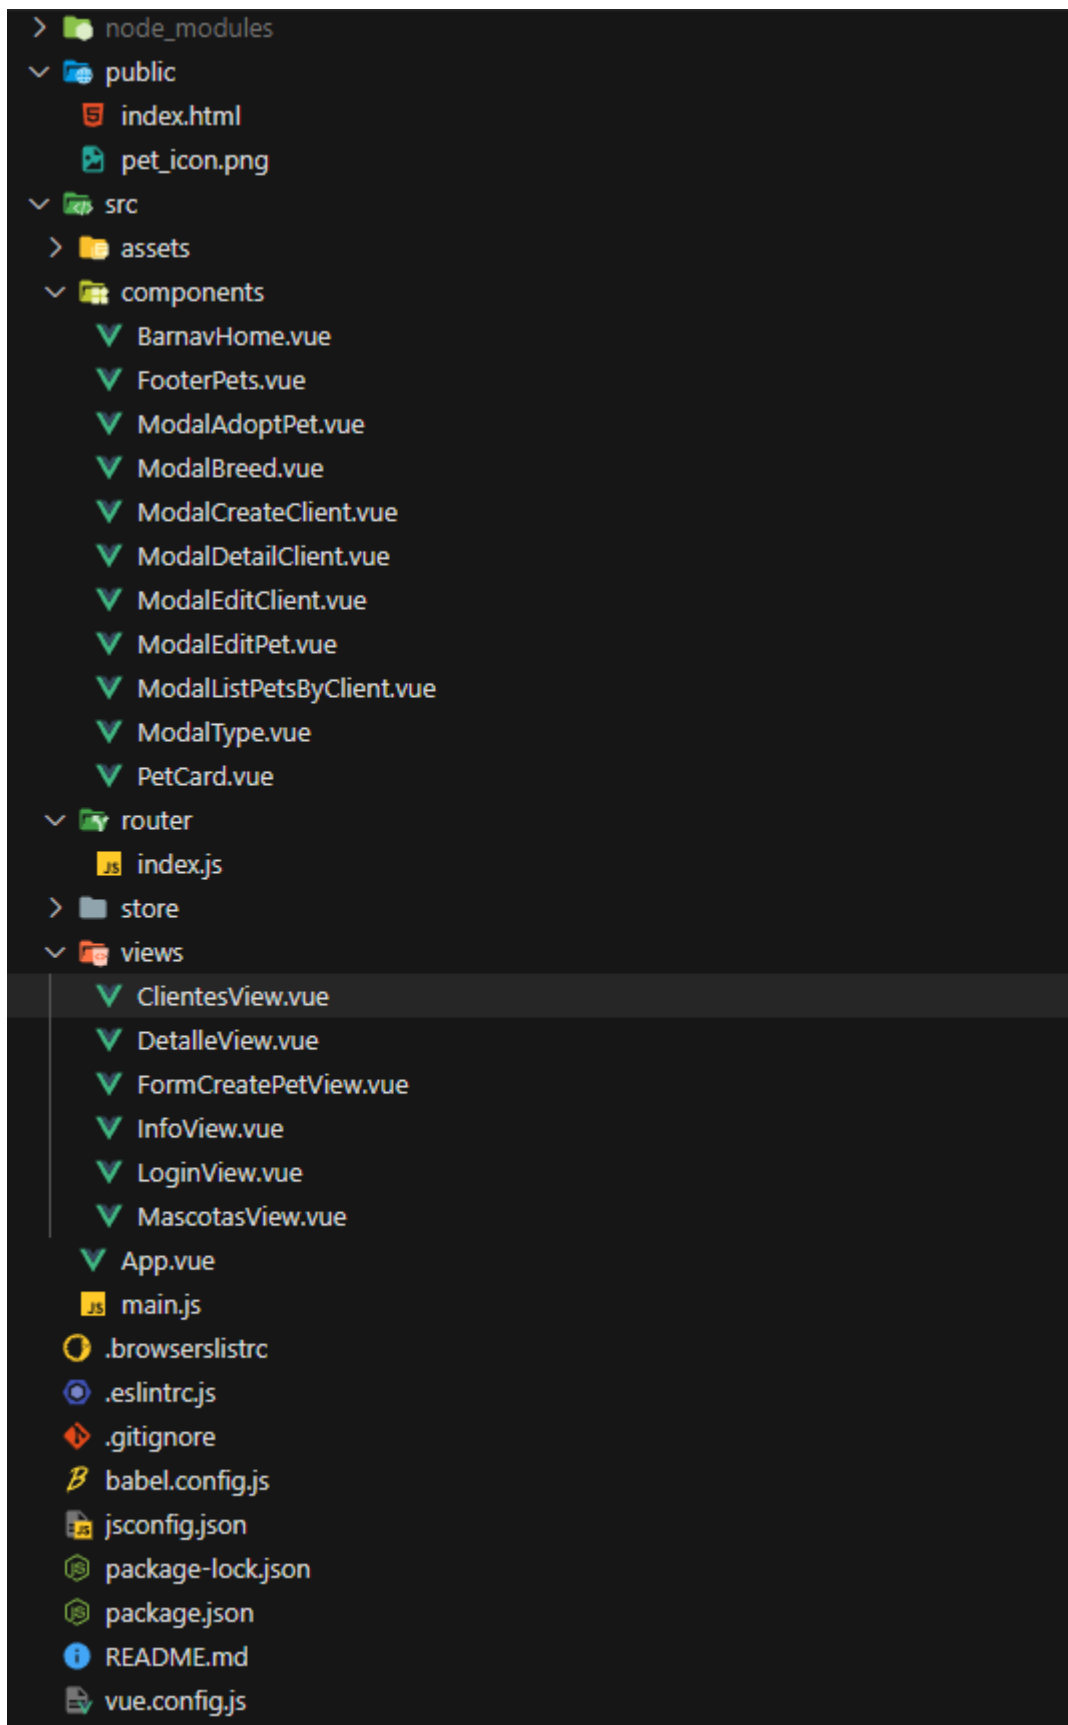 node_modules
public
index.html
pet_icon.png
src
assets
components
BarnavHome.vue
FooterPets.vue
ModalAdoptPet.vue
ModalBreed.vue
ModalCreateClient.vue
ModalDetailClient.vue
ModalEditClient.vue
ModalEditPet.vue
ModalListPetsByClient.vue
ModalType.vue
PetCard.vue
router
index.js
store
views
ClientesView.vue
DetalleView.vue
FormCreatePetView.vue
InfoView.vue
LoginView.vue
MascotasView.vue
App.vue
main.js
.browserslistrc
.eslintrc.js
.gitignore
babel.config.js
jsconfig.json
package-lock.json
package.json
README.md
vue.config.js